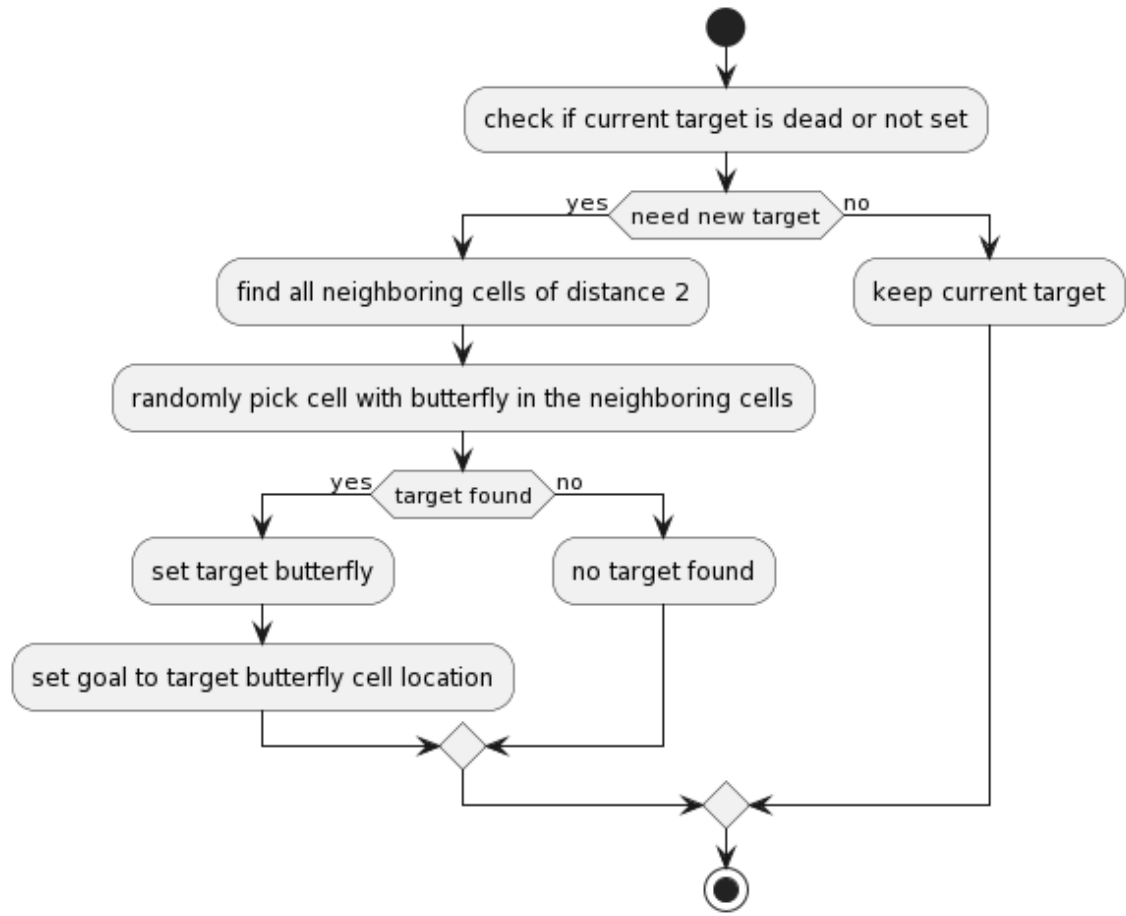 check if current target is dead or not set
yes
need new target
no
find all neighboring cells of distance 2
keep current target
randomly pick cell with butterfly in the neighboring cells
yes
target found
no
set target butterfly
no target found
set goal to target butterfly cell location